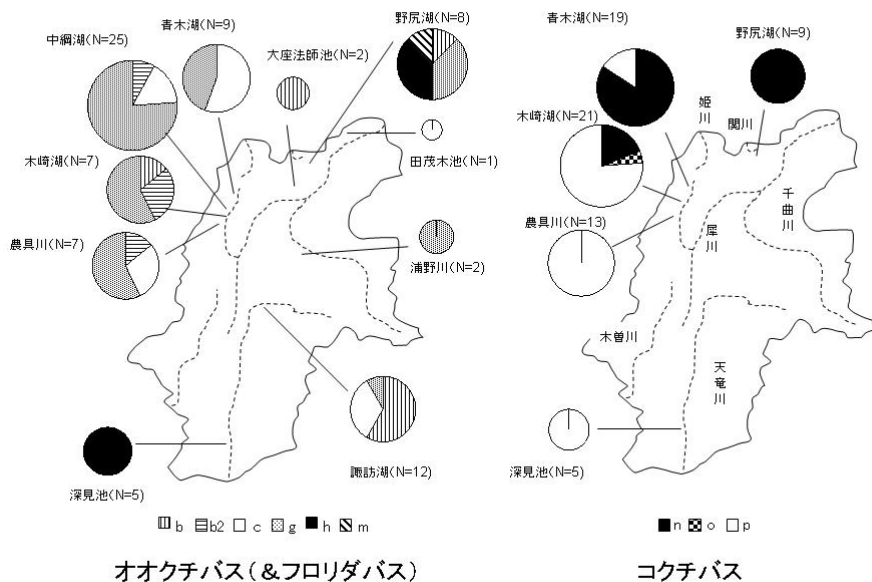 青木湖(N=9)
野尻湖(N=8)
中綱湖(N=25)
大座法師池(N=2)
木崎湖(N=7)
田茂木池(N=1)
農具川(N=7)
浦野川(N=2)
諏訪湖(N=12)
深見池(N=5)
b b2 c g h m
オオクチバス(&フロリダバス)
青木湖(N=19)
野尻湖(N=9)
姫川
関川
木崎湖(N=21)
千曲川
農具川(N=13)
犀川
木曽川
天竜川
深見池(N=5)
n o p
コクチバス